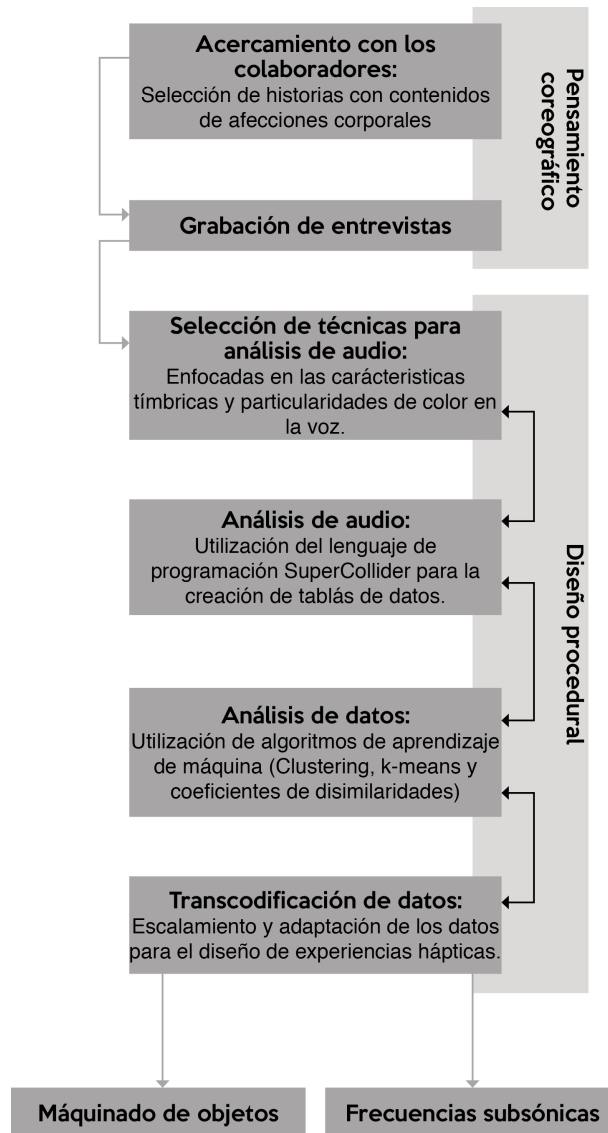 Acercamiento con los
colaboradores:
Selección de historias con contenidos
de afecciones corporales
Pensamiento
coreográfico
Grabación de entrevistas
Selección de técnicas para
análisis de audio:
Enfocadas en las carácteristicas
tímbricas y particularidades de color en
la voz.
Análisis de audio:
Utilización del lenguaje de
programación SuperCollider para la
creación de tablás de datos.
Diseño procedural
Análisis de datos:
Utilización de algoritmos de aprendizaje
de máquina (Clustering, k-means y
coeficientes de disimilaridades)
Transcodificación de datos:
Escalamiento y adaptación de los datos
para el diseño de experiencias hápticas.
Máquinado de objetos
Frecuencias subsónicas